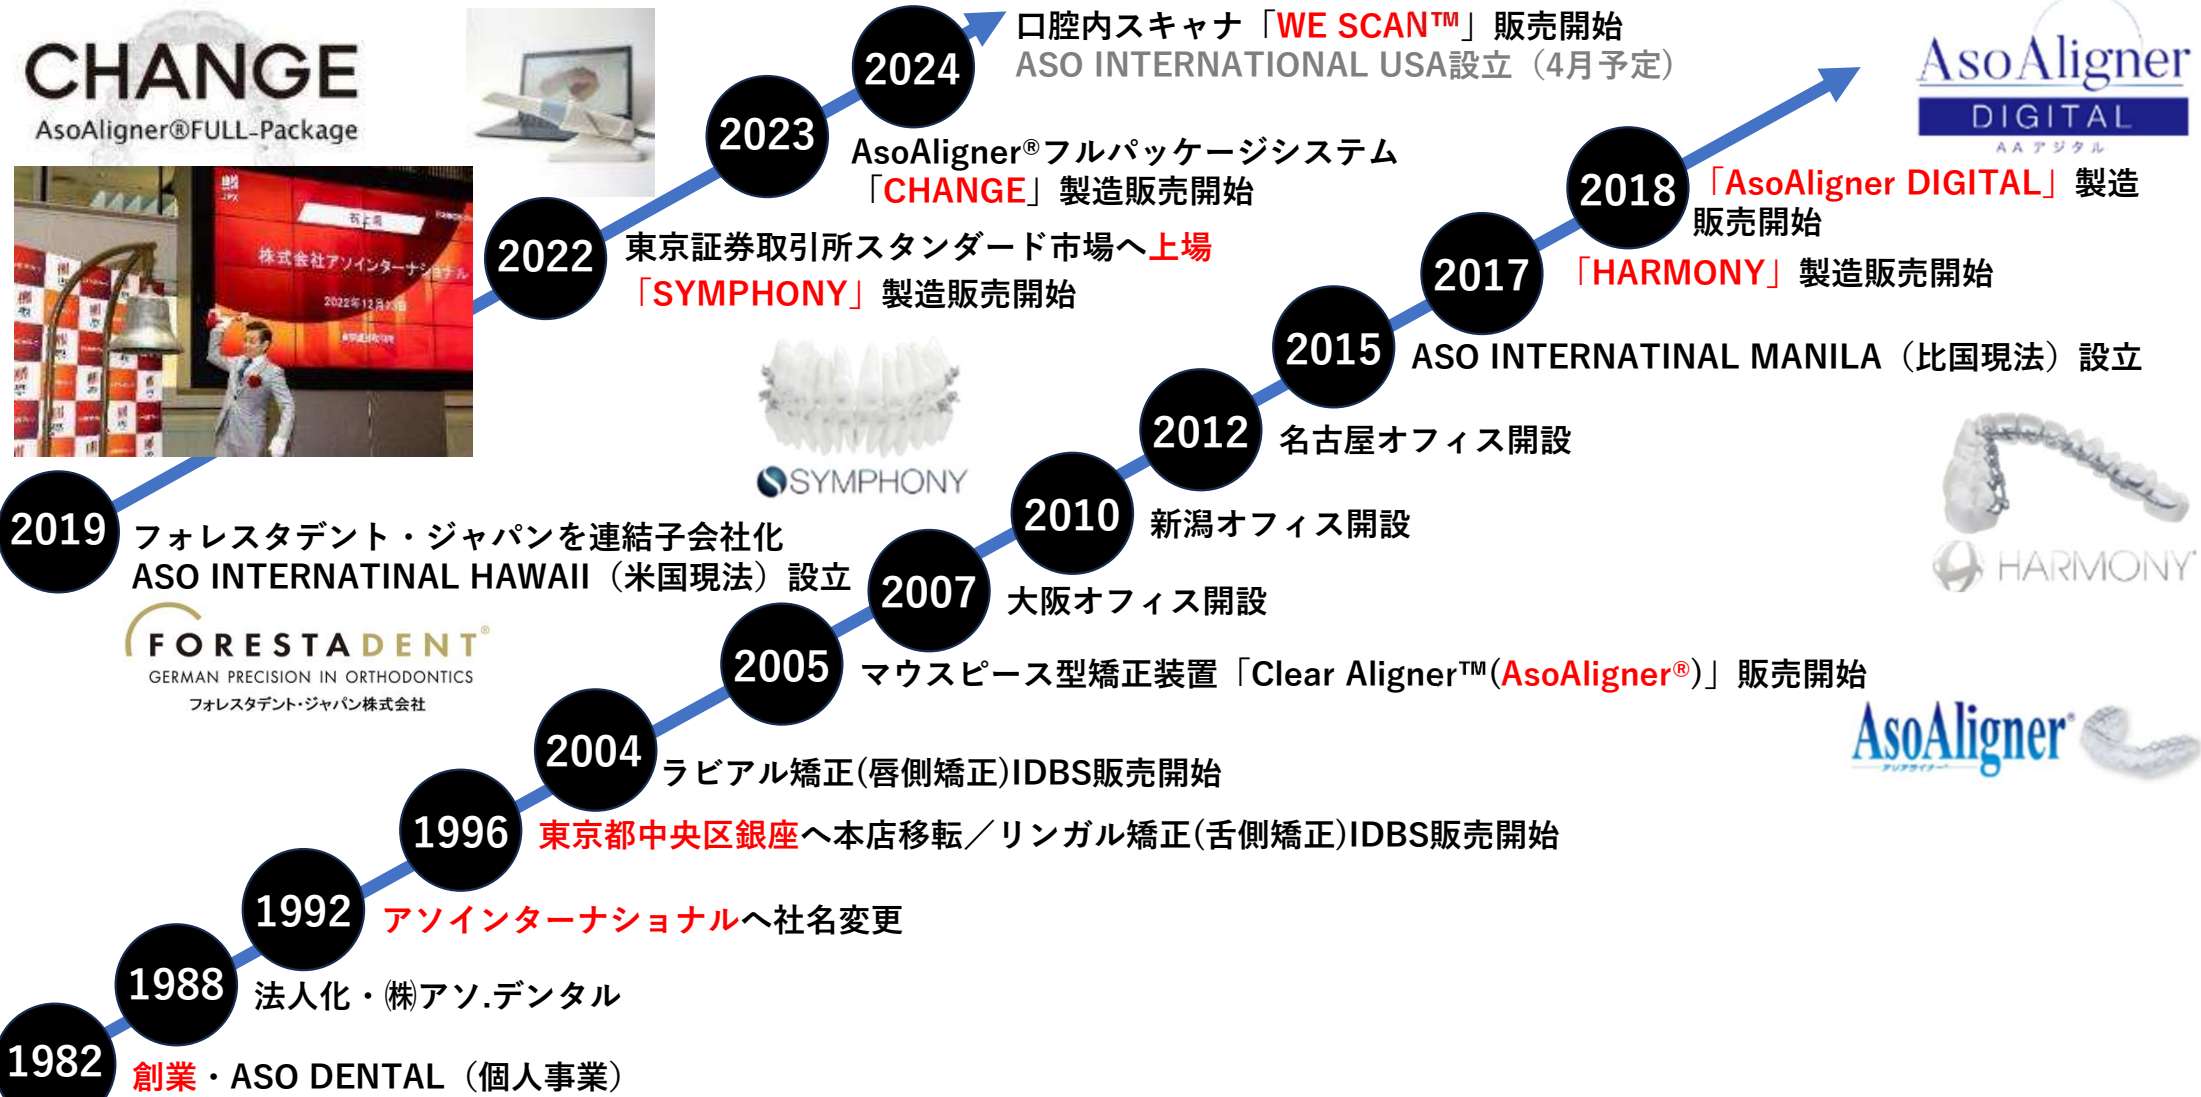 CHANGE
AsoAligner®FULL-Package
2024
口腔内スキャナ「WE SCAN™」販売開始
ASO INTERNATIONAL USA設立（4月予定）
2023
AsoAligner®フルパッケージシステム
「CHANGE」製造販売開始
2022
東京証券取引所スタンダード市場へ上場
「SYMPHONY」製造販売開始
JPX
祝上場
株式会社アソインターナショナル
SYMPHONY
2019
フォレスタデント・ジャパンを連結子会社化
ASO INTERNATINAL HAWAII（米国現法）設立
FORESTADENT®
GERMAN PRECISION IN ORTHODONTICS
フォレスタデント・ジャパン株式会社
AsoAligner
DIGITAL
AA デジタル
2018
「AsoAligner DIGITAL」製造
販売開始
2017
「HARMONY」製造販売開始
2015
ASO INTERNATINAL MANILA（比国現法）設立
HARMONY
2012
名古屋オフィス開設
2010
新潟オフィス開設
2007
大阪オフィス開設
2005
マウスピース型矯正装置「Clear Aligner™(AsoAligner®)」販売開始
AsoAligner®
アソアライナー®
2004
ラビアル矯正(唇側矯正)IDBS販売開始
1996
東京都中央区銀座へ本店移転／リンガル矯正(舌側矯正)IDBS販売開始
1992
アソインターナショナルへ社名変更
1988
法人化・㈱アソ.デンタル
1982
創業・ASO DENTAL（個人事業）